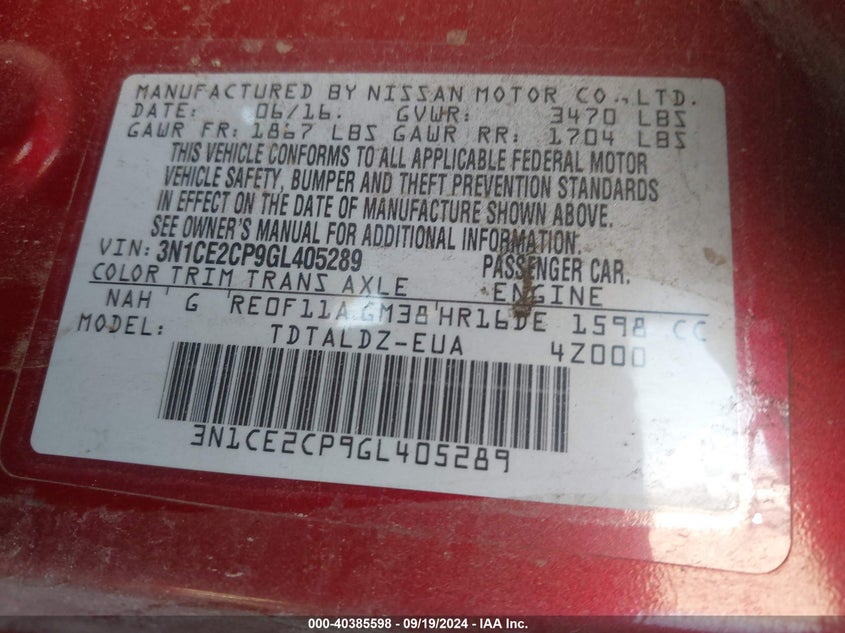 MANUFACTURED BY NISSAN MOTOR CO., LTD.
DATE: 06/16. GVWR: 3470 LBS
GAWR FR: 1867 LBS GAWR RR: 1704 LBS
THIS VEHICLE CONFORMS TO ALL APPLICABLE FEDERAL MOTOR
VEHICLE SAFETY, BUMPER AND THEFT PREVENTION STANDARDS
IN EFFECT ON THE DATE OF MANUFACTURE SHOWN ABOVE.
SEE OWNER'S MANUAL FOR ADDITIONAL INFORMATION.
VIN: 3N1CE2CP9GL405289 PASSENGER CAR.
COLOR TRIM TRANS AXLE ENGINE
NAH ' G 'RE0F11A GM38'HR16DE 1598 CC
MODEL: TDTALDZ-EUA 4Z000
3N1CE2CP9GL405289
000-40385598 - 09/19/2024 - IAA Inc.